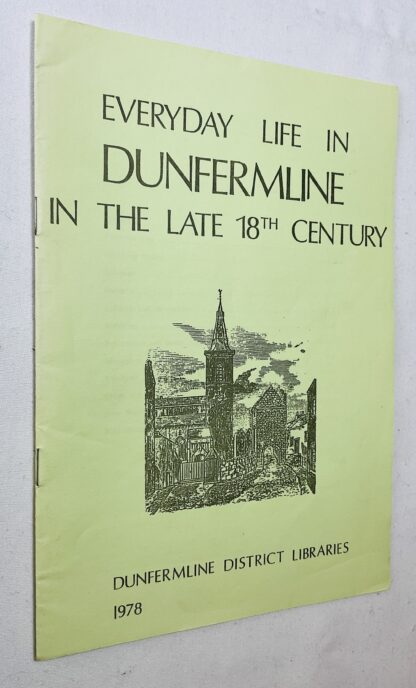 EVERYDAY LIFE IN
DUNFERMLINE
IN THE LATE 18TH CENTURY
DUNFERMLINE DISTRICT LIBRARIES
1978